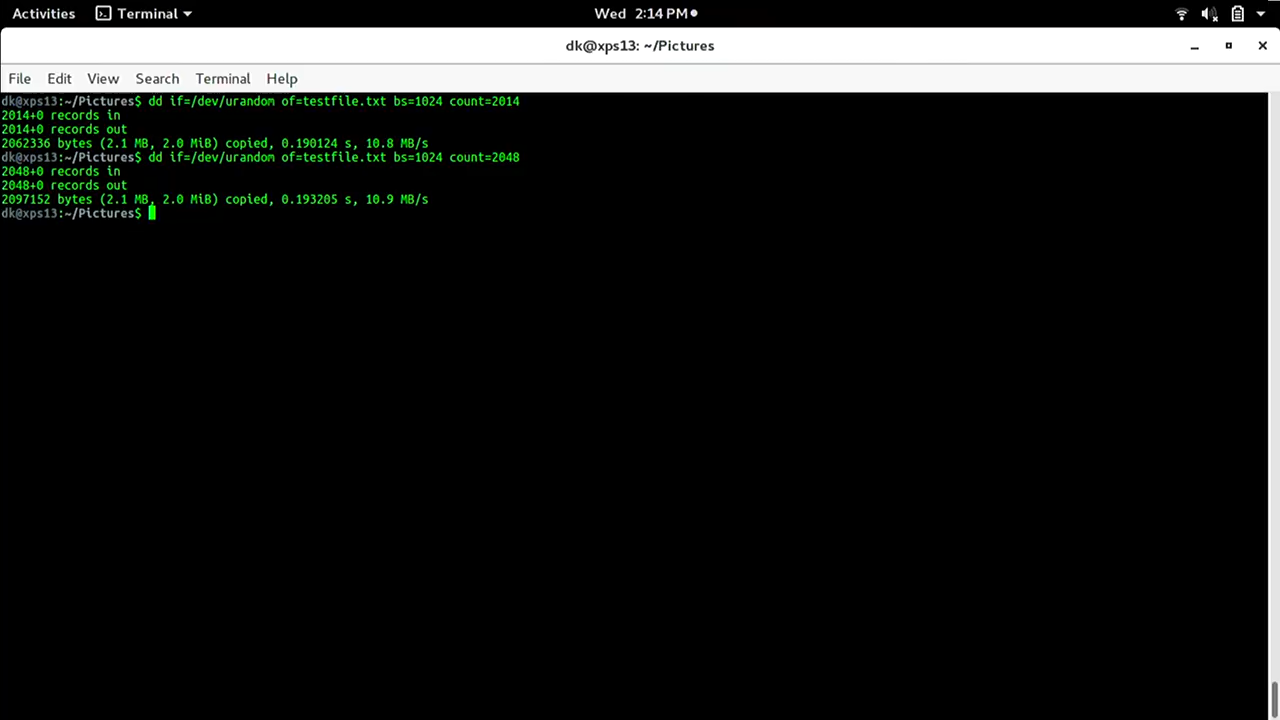 Activities Terminal Wed 2:14 PM
dk@xps13: ~/Pictures
File Edit View Search Terminal Help
dk@xps13:~/Pictures$ dd if=/dev/urandom of=testfile.txt bs=1024 count=2014
2014+0 records in
2014+0 records out
2062336 bytes (2.1 MB, 2.0 MiB) copied, 0.190124 s, 10.8 MB/s
dk@xps13:~/Pictures$ dd if=/dev/urandom of=testfile.txt bs=1024 count=2048
2048+0 records in
2048+0 records out
2097152 bytes (2.1 MB, 2.0 MiB) copied, 0.193205 s, 10.9 MB/s
dk@xps13:~/Pictures$